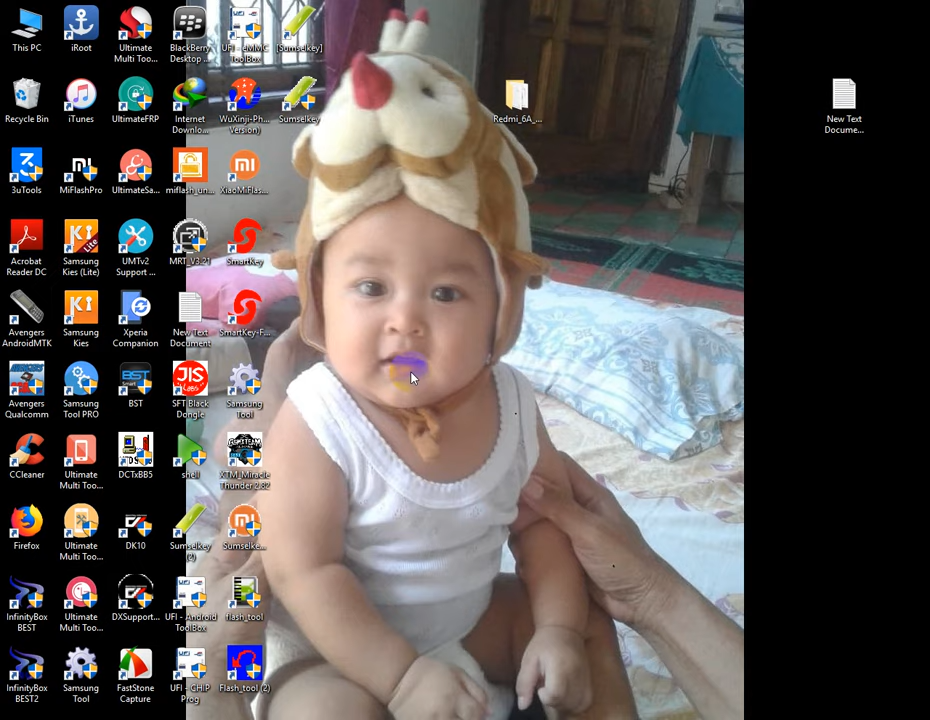 This PC
iRoot
Ultimate
Multi Too...
BlackBerry
Desktop ...
UFI - eMMC
ToolBox
[Sumselkey]
Recycle Bin
iTunes
UltimateFRP
Internet
Downlo...
WuXinJi-Ph...
Version)
Sumselkey
Redmi_6A_...
New Text
Docume...
3uTools
MiFlashPro
UltimateSa...
miflash_un...
XiaoMiFlas...
Acrobat
Reader DC
Samsung
Kies (Lite)
UMTv2
Support ...
MRT_V3.21
SmartKey
Avengers
AndroidMTK
Samsung
Kies
Xperia
Companion
New Text
Document
SmartKey-F...
Avengers
Qualcomm
Samsung
Tool PRO
BST
SFT Black
Dongle
Samsung
Tool
CCleaner
Ultimate
Multi Too...
DCTxBB5
shell
XTM_Miracle
Thunder 2.82
Firefox
Ultimate
Multi Too...
DK10
Sumselkey
(2)
Sumselke...
InfinityBox
BEST
Ultimate
Multi Too...
DXSupport...
UFI - Android
ToolBox
flash_tool
InfinityBox
BEST2
Samsung
Tool
FastStone
Capture
UFI - CHIP
Prog
Flash_tool (2)